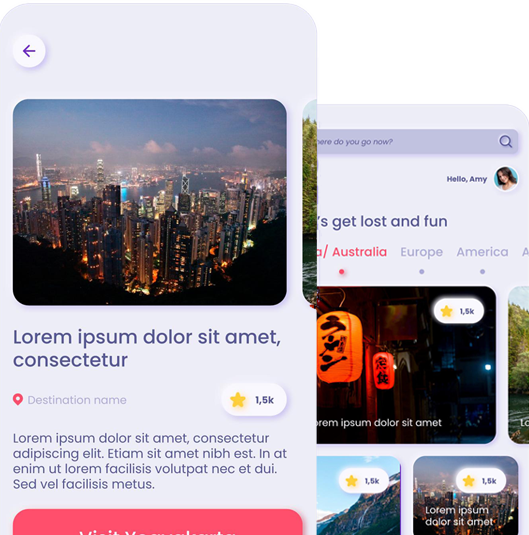 here do you go now?
Hello, Amy
's get lost and fun
a/ Australia
Europe
America
A
1,5k
orem ipsum dolor sit amet
1,5k
1,5k
Lorem ipsum
dolor sit amet
Lorem ipsum dolor sit amet,
consectetur
Destination name
1,5k
Lorem ipsum dolor sit amet, consectetur
adipiscing elit. Etiam sit amet nibh est. In at
enim ut lorem facilisis volutpat nec et dui.
Sed vel facilisis metus.
Visit Yogyakarta